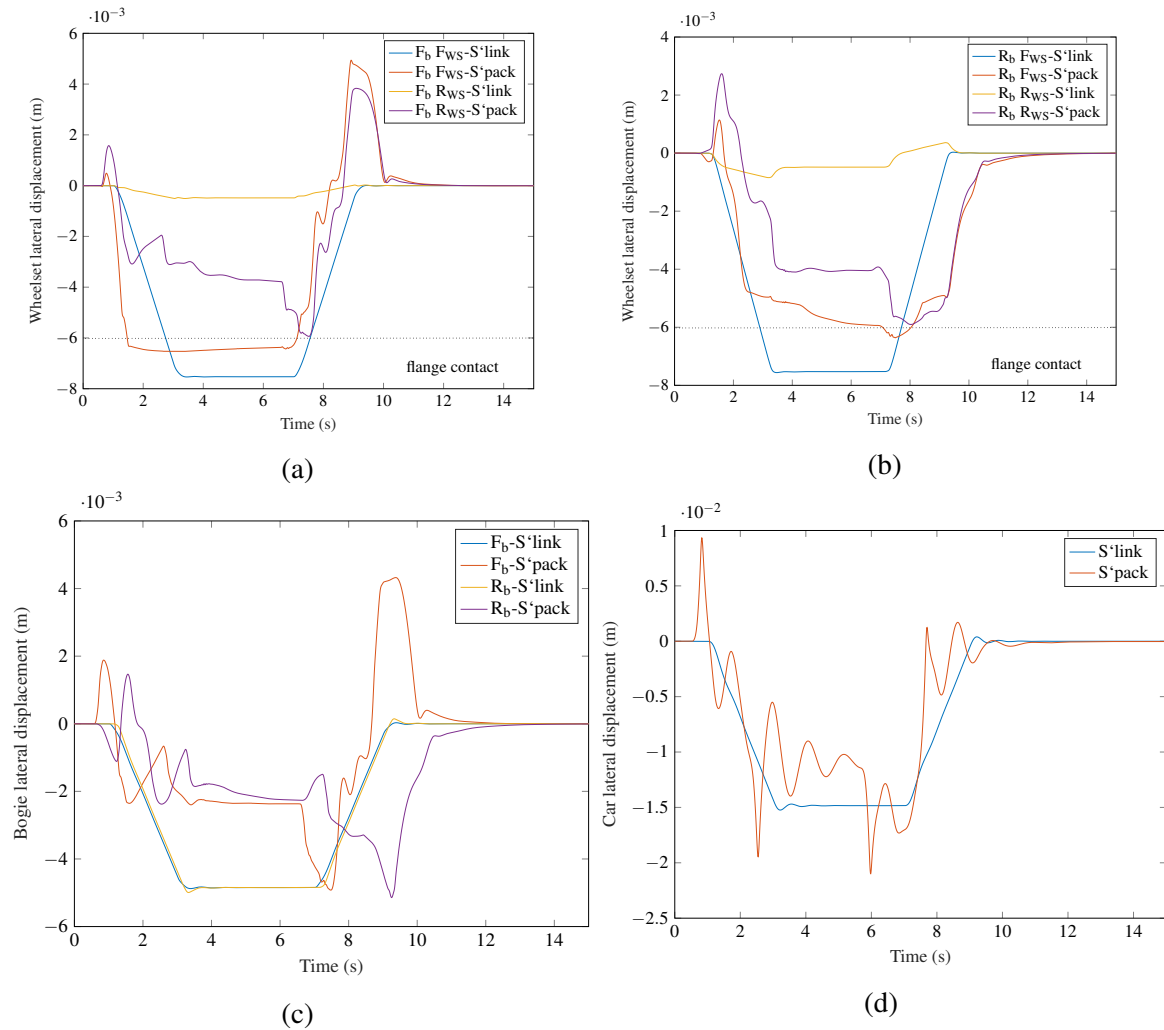 ·10⁻³
6
4
2
0
−2
−4
−6
−8
Wheelset lateral displacement (m)
F_b F_WS-S‘link
F_b F_WS-S‘pack
F_b R_WS-S‘link
F_b R_WS-S‘pack
flange contact
0 2 4 6 8 10 12 14
Time (s)
(a)
·10⁻³
4
2
0
−2
−4
−6
−8
Wheelset lateral displacement (m)
R_b F_WS-S‘link
R_b F_WS-S‘pack
R_b R_WS-S‘link
R_b R_WS-S‘pack
flange contact
0 2 4 6 8 10 12 14
Time (s)
(b)
·10⁻³
6
4
2
0
−2
−4
−6
Bogie lateral displacement (m)
F_b-S‘link
F_b-S‘pack
R_b-S‘link
R_b-S‘pack
0 2 4 6 8 10 12 14
Time (s)
(c)
·10⁻²
1
0.5
0
−0.5
−1
−1.5
−2
−2.5
Car lateral displacement (m)
S‘link
S‘pack
0 2 4 6 8 10 12 14
Time (s)
(d)